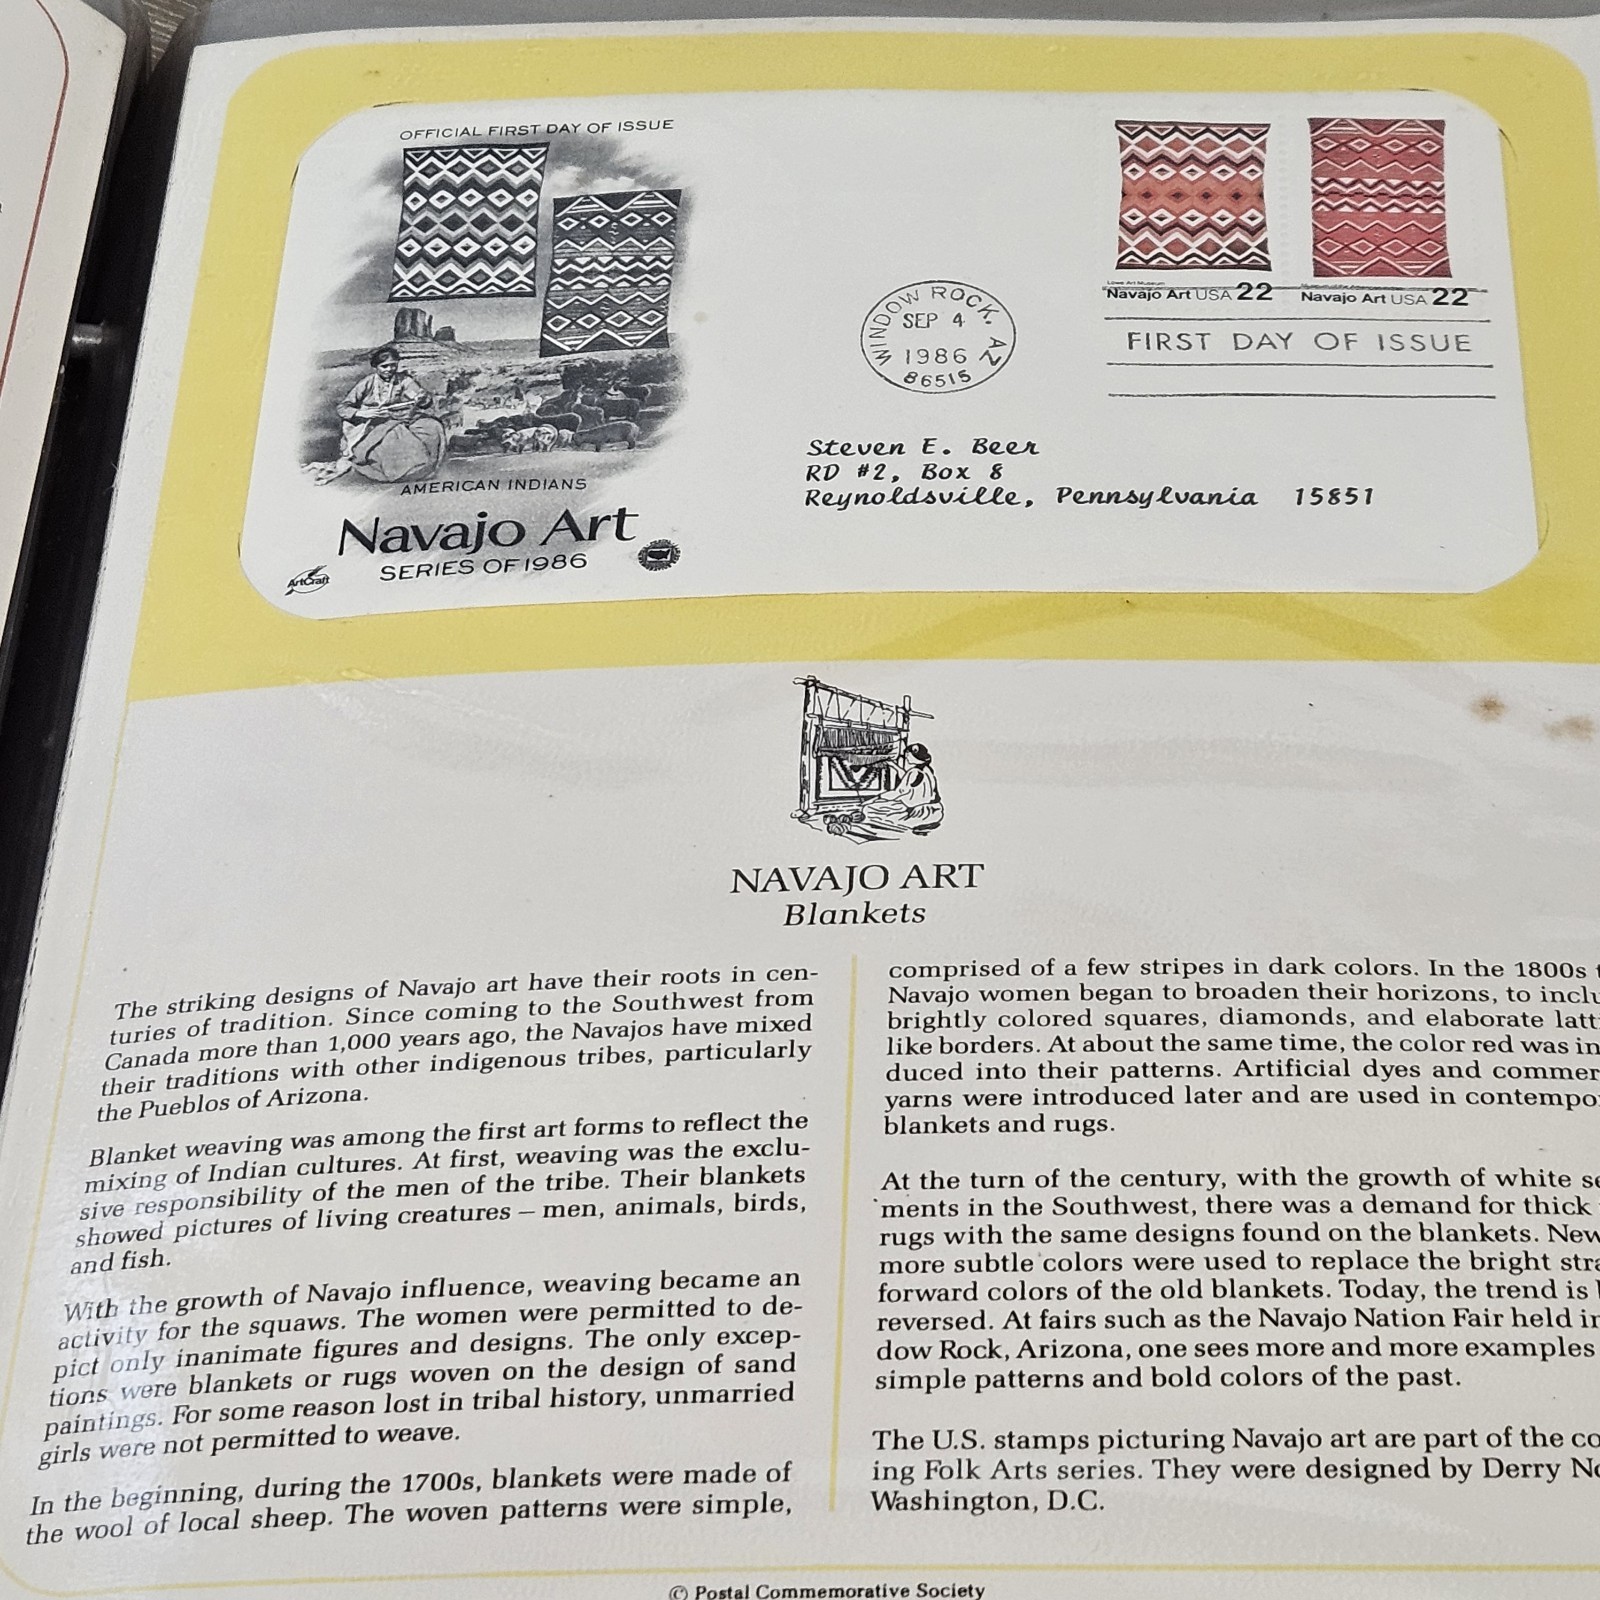 OFFICIAL FIRST DAY OF ISSUE
AMERICAN INDIANS
Navajo Art
SERIES OF 1986
ArtCraft
WINDOW ROCK. AZ
SEP 4
1986
86515
Lowe Art Museum
Navajo Art USA 22
Navajo Art USA 22
FIRST DAY OF ISSUE
Steven E. Beer
RD #2, Box 8
Reynoldsville, Pennsylvania 15851
NAVAJO ART
Blankets
The striking designs of Navajo art have their roots in cen-
turies of tradition. Since coming to the Southwest from
Canada more than 1,000 years ago, the Navajos have mixed
their traditions with other indigenous tribes, particularly
the Pueblos of Arizona.
Blanket weaving was among the first art forms to reflect the
mixing of Indian cultures. At first, weaving was the exclu-
sive responsibility of the men of the tribe. Their blankets
showed pictures of living creatures – men, animals, birds,
and fish.
With the growth of Navajo influence, weaving became an
activity for the squaws. The women were permitted to de-
pict only inanimate figures and designs. The only excep-
tions were blankets or rugs woven on the design of sand
paintings. For some reason lost in tribal history, unmarried
girls were not permitted to weave.
In the beginning, during the 1700s, blankets were made of
the wool of local sheep. The woven patterns were simple,
comprised of a few stripes in dark colors. In the 1800s
Navajo women began to broaden their horizons, to inclu
brightly colored squares, diamonds, and elaborate latt
like borders. At about the same time, the color red was in
duced into their patterns. Artificial dyes and commer
yarns were introduced later and are used in contempo
blankets and rugs.
At the turn of the century, with the growth of white se
ments in the Southwest, there was a demand for thick
rugs with the same designs found on the blankets. New
more subtle colors were used to replace the bright stra
forward colors of the old blankets. Today, the trend is
reversed. At fairs such as the Navajo Nation Fair held in
dow Rock, Arizona, one sees more and more examples
simple patterns and bold colors of the past.
The U.S. stamps picturing Navajo art are part of the co
ing Folk Arts series. They were designed by Derry No
Washington, D.C.
© Postal Commemorative Society